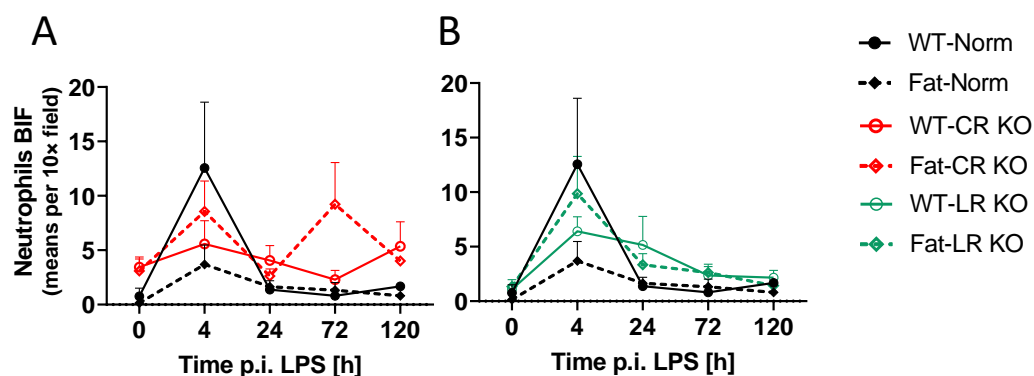 A
B
Neutrophils BIF
(means per 10× field)
20
15
10
5
0
0 4 24 72 120
Time p.i. LPS [h]
20
15
10
5
0
0 4 24 72 120
Time p.i. LPS [h]
WT-Norm
Fat-Norm
WT-CR KO
Fat-CR KO
WT-LR KO
Fat-LR KO